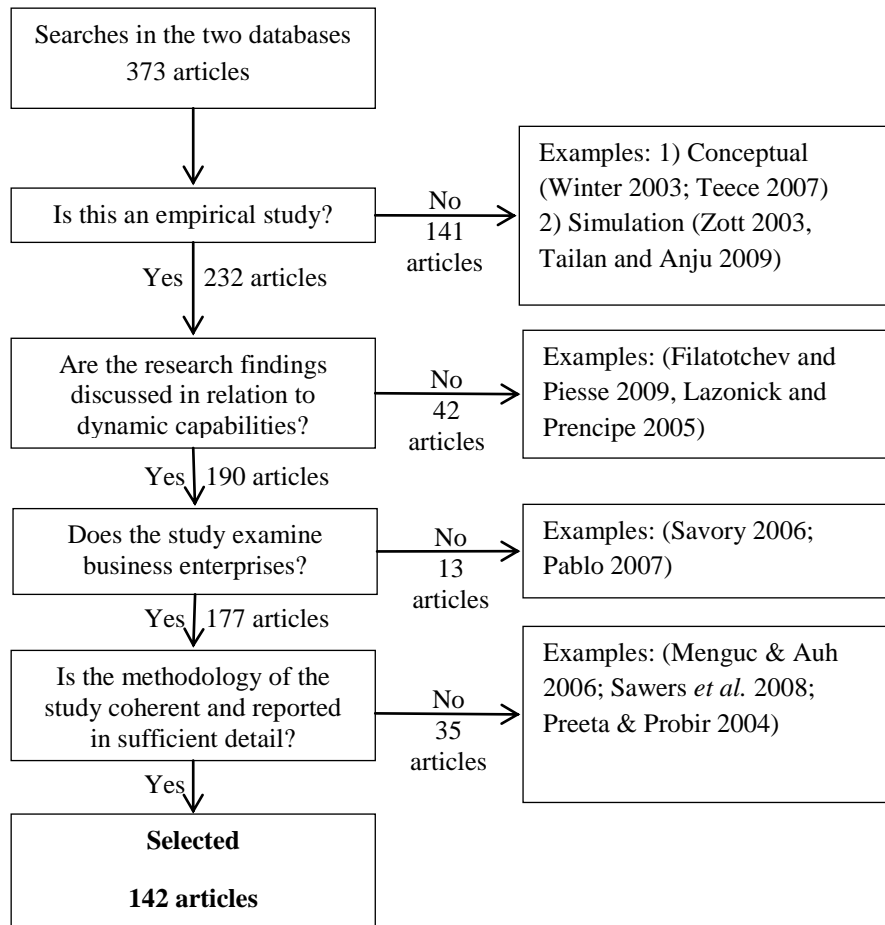 Searches in the two databases
373 articles
Is this an empirical study?
No
141
articles
Examples: 1) Conceptual
(Winter 2003; Teece 2007)
2) Simulation (Zott 2003,
Tailan and Anju 2009)
Yes 232 articles
Are the research findings
discussed in relation to
dynamic capabilities?
No
42
articles
Examples: (Filatotchev and
Piesse 2009, Lazonick and
Prencipe 2005)
Yes 190 articles
Does the study examine
business enterprises?
No
13
articles
Examples: (Savory 2006;
Pablo 2007)
Yes 177 articles
Is the methodology of the
study coherent and reported
in sufficient detail?
No
35
articles
Examples: (Menguc & Auh
2006; Sawers et al. 2008;
Preeta & Probir 2004)
Yes
Selected
142 articles